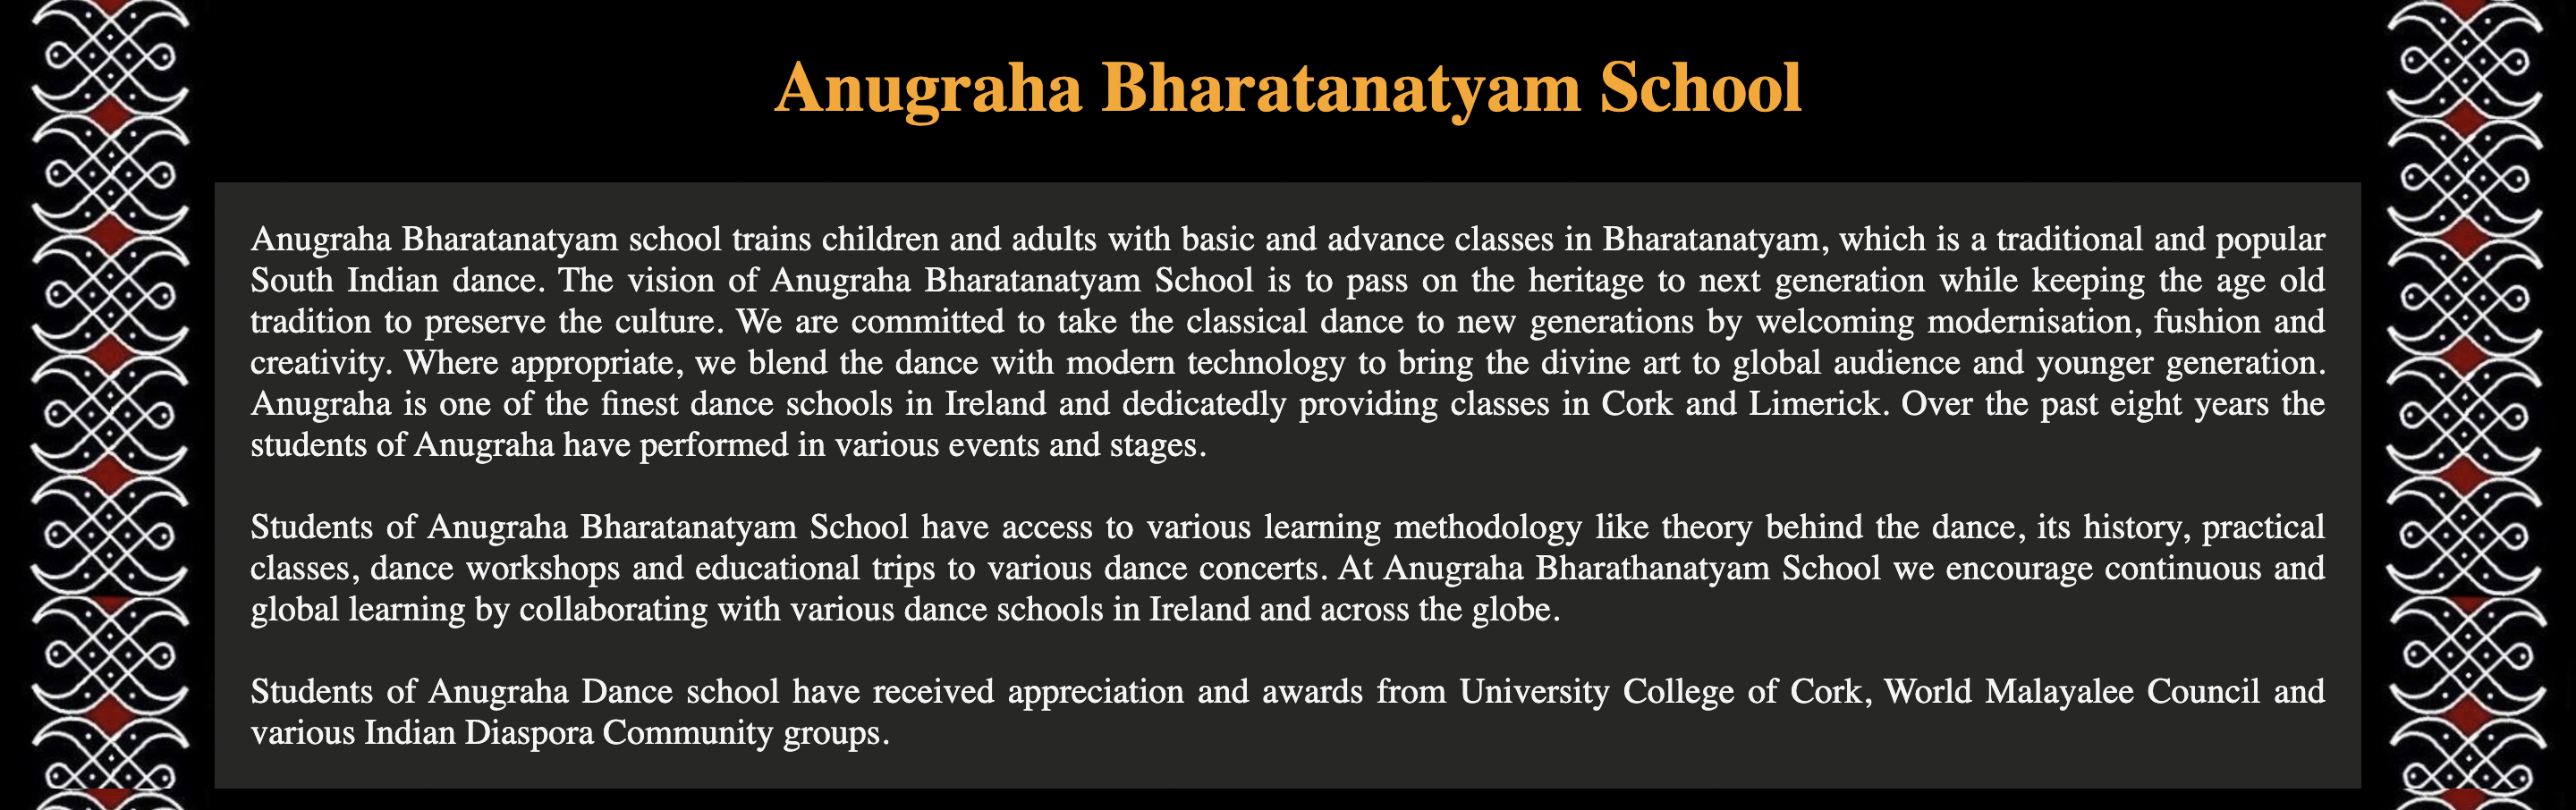 Anugraha Bharatanatyam School
Anugraha Bharatanatyam school trains children and adults with basic and advance classes in Bharatanatyam, which is a traditional and popular
South Indian dance. The vision of Anugraha Bharatanatyam School is to pass on the heritage to next generation while keeping the age old
tradition to preserve the culture. We are committed to take the classical dance to new generations by welcoming modernisation, fushion and
creativity. Where appropriate, we blend the dance with modern technology to bring the divine art to global audience and younger generation.
Anugraha is one of the finest dance schools in Ireland and dedicatedly providing classes in Cork and Limerick. Over the past eight years the
students of Anugraha have performed in various events and stages.
Students of Anugraha Bharatanatyam School have access to various learning methodology like theory behind the dance, its history, practical
classes, dance workshops and educational trips to various dance concerts. At Anugraha Bharathanatyam School we encourage continuous and
global learning by collaborating with various dance schools in Ireland and across the globe.
Students of Anugraha Dance school have received appreciation and awards from University College of Cork, World Malayalee Council and
various Indian Diaspora Community groups.